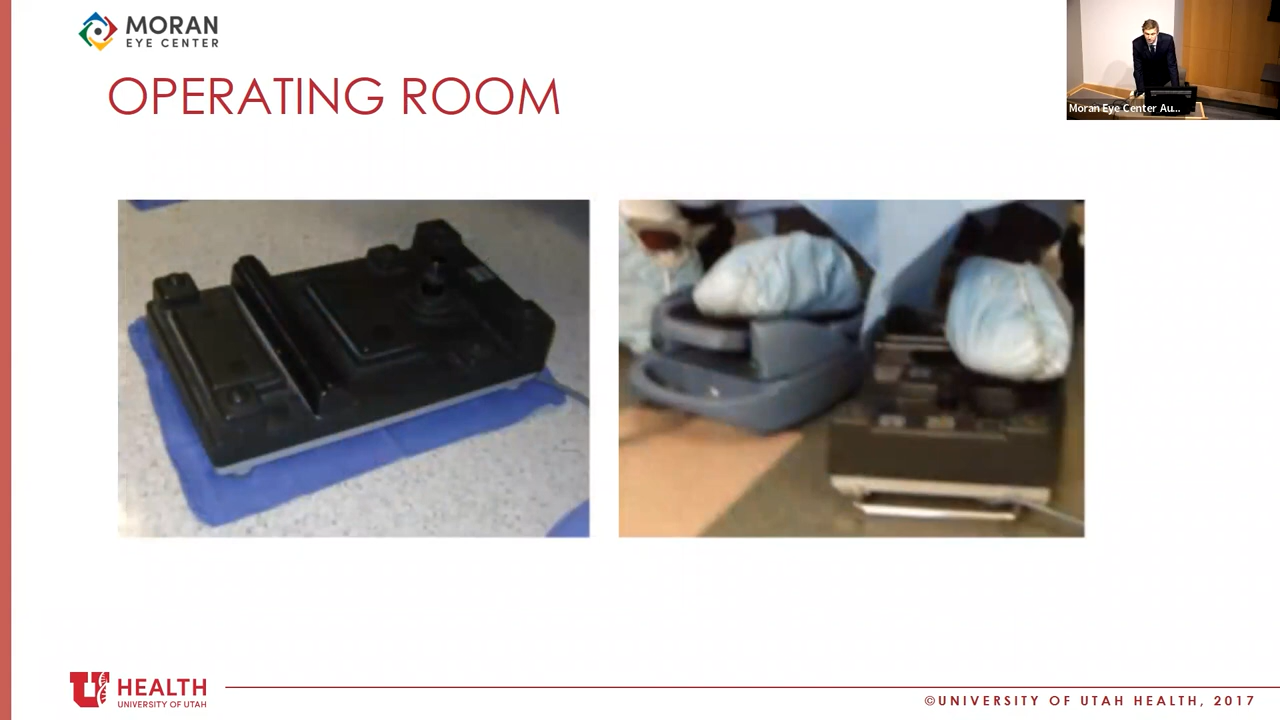 MORAN
EYE CENTER
OPERATING ROOM
Moran Eye Center Au...
HEALTH
UNIVERSITY OF UTAH
©UNIVERSITY OF UTAH HEALTH, 2017